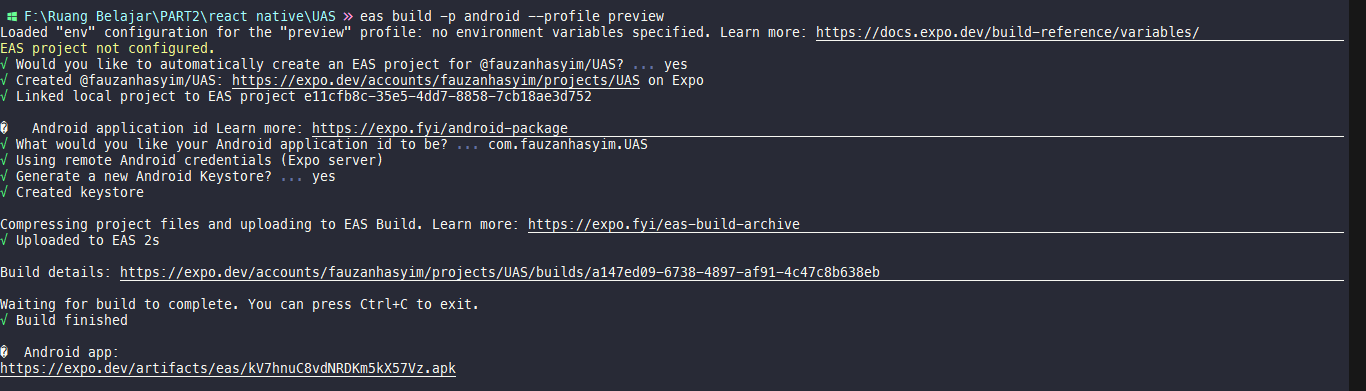 F:\Ruang Belajar\PART2\react native\UAS » eas build -p android --profile preview
Loaded "env" configuration for the "preview" profile: no environment variables specified. Learn more: https://docs.expo.dev/build-reference/variables/
EAS project not configured.
√ Would you like to automatically create an EAS project for @fauzanhasyim/UAS? ... yes
√ Created @fauzanhasyim/UAS: https://expo.dev/accounts/fauzanhasyim/projects/UAS on Expo
√ Linked local project to EAS project e11cfb8c-35e5-4dd7-8858-7cb18ae3d752
� Android application id Learn more: https://expo.fyi/android-package
√ What would you like your Android application id to be? ... com.fauzanhasyim.UAS
√ Using remote Android credentials (Expo server)
√ Generate a new Android Keystore? ... yes
√ Created keystore
Compressing project files and uploading to EAS Build. Learn more: https://expo.fyi/eas-build-archive
√ Uploaded to EAS 2s
Build details: https://expo.dev/accounts/fauzanhasyim/projects/UAS/builds/a147ed09-6738-4897-af91-4c47c8b638eb
Waiting for build to complete. You can press Ctrl+C to exit.
√ Build finished
� Android app:
https://expo.dev/artifacts/eas/kV7hnuC8vdNRDKm5kX57Vz.apk